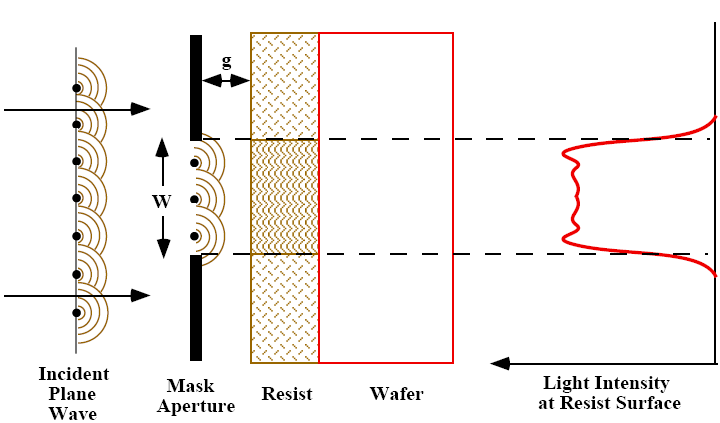 g
W
Incident
Plane
Wave
Mask
Aperture
Resist
Wafer
Light Intensity
at Resist Surface